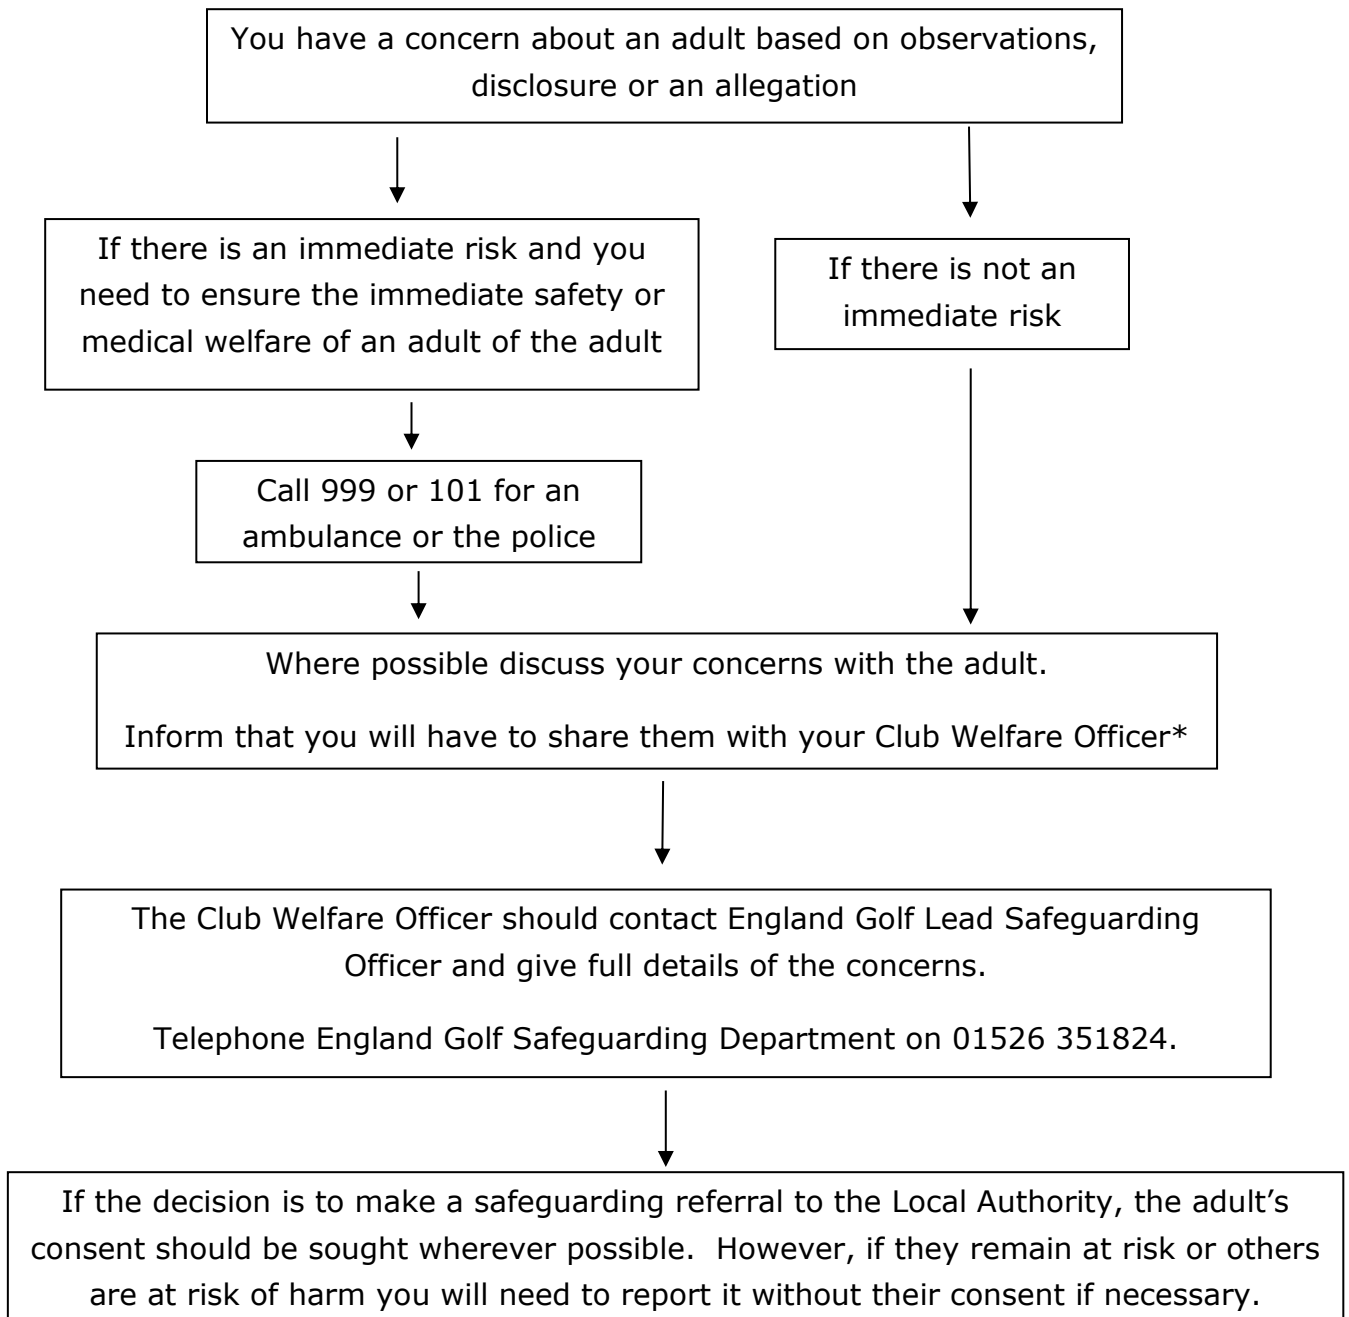 You have a concern about an adult based on observations,
disclosure or an allegation
If there is an immediate risk and you
need to ensure the immediate safety or
medical welfare of an adult of the adult
If there is not an
immediate risk
Call 999 or 101 for an
ambulance or the police
Where possible discuss your concerns with the adult.
Inform that you will have to share them with your Club Welfare Officer*
The Club Welfare Officer should contact England Golf Lead Safeguarding
Officer and give full details of the concerns.
Telephone England Golf Safeguarding Department on 01526 351824.
If the decision is to make a safeguarding referral to the Local Authority, the adult’s
consent should be sought wherever possible.  However, if they remain at risk or others
are at risk of harm you will need to report it without their consent if necessary.